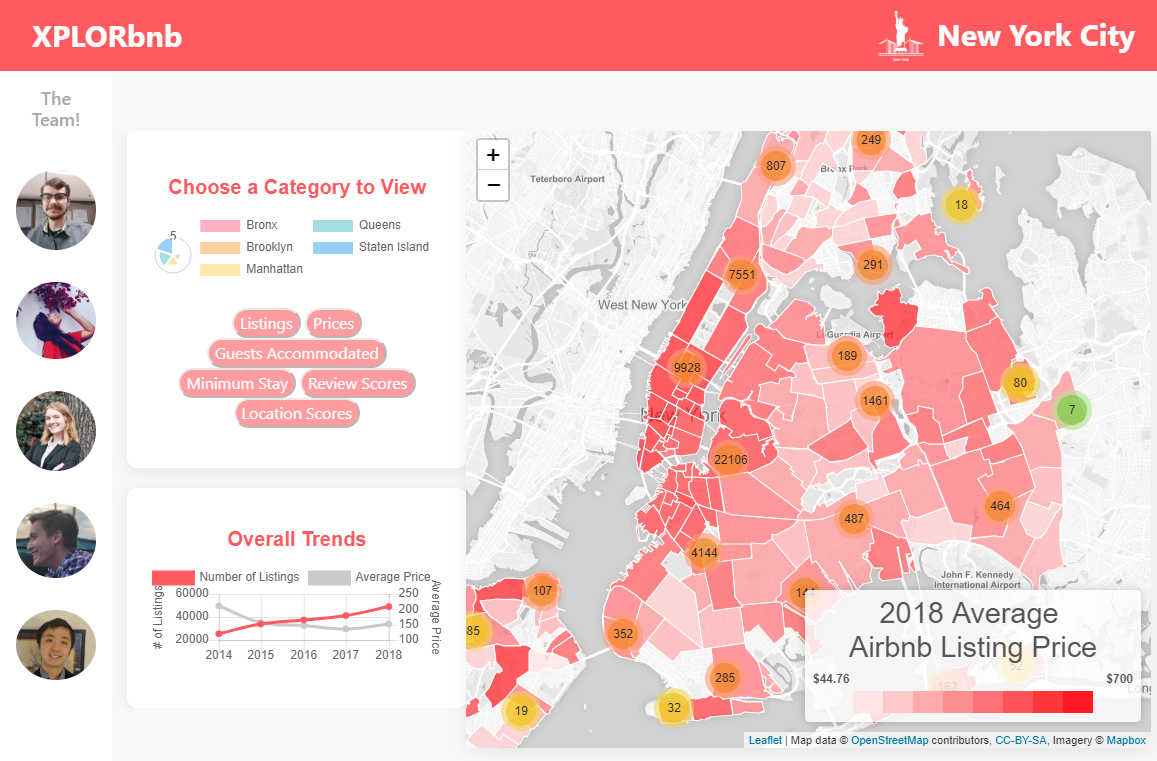 XPLORbnb
NEW YORK
New York City
The
Team!
Choose a Category to View
5
Bronx
Queens
Brooklyn
Staten Island
Manhattan
Listings
Prices
Guests Accommodated
Minimum Stay
Review Scores
Location Scores
Overall Trends
Number of Listings
Average Price
# of Listings
60000
40000
20000
250
200
150
100
Average Price
2014
2015
2016
2017
2018
+
−
Teterboro Airport
Bronx Park
West New York
LaGuardia Airport
New York
John F. Kennedy
International Airport
249
807
18
291
7551
189
9928
80
1461
7
22106
464
487
4144
107
85
352
285
32
19
152
52
Long
2018 Average
Airbnb Listing Price
$44.76
$700
Leaflet | Map data © OpenStreetMap contributors, CC-BY-SA, Imagery © Mapbox